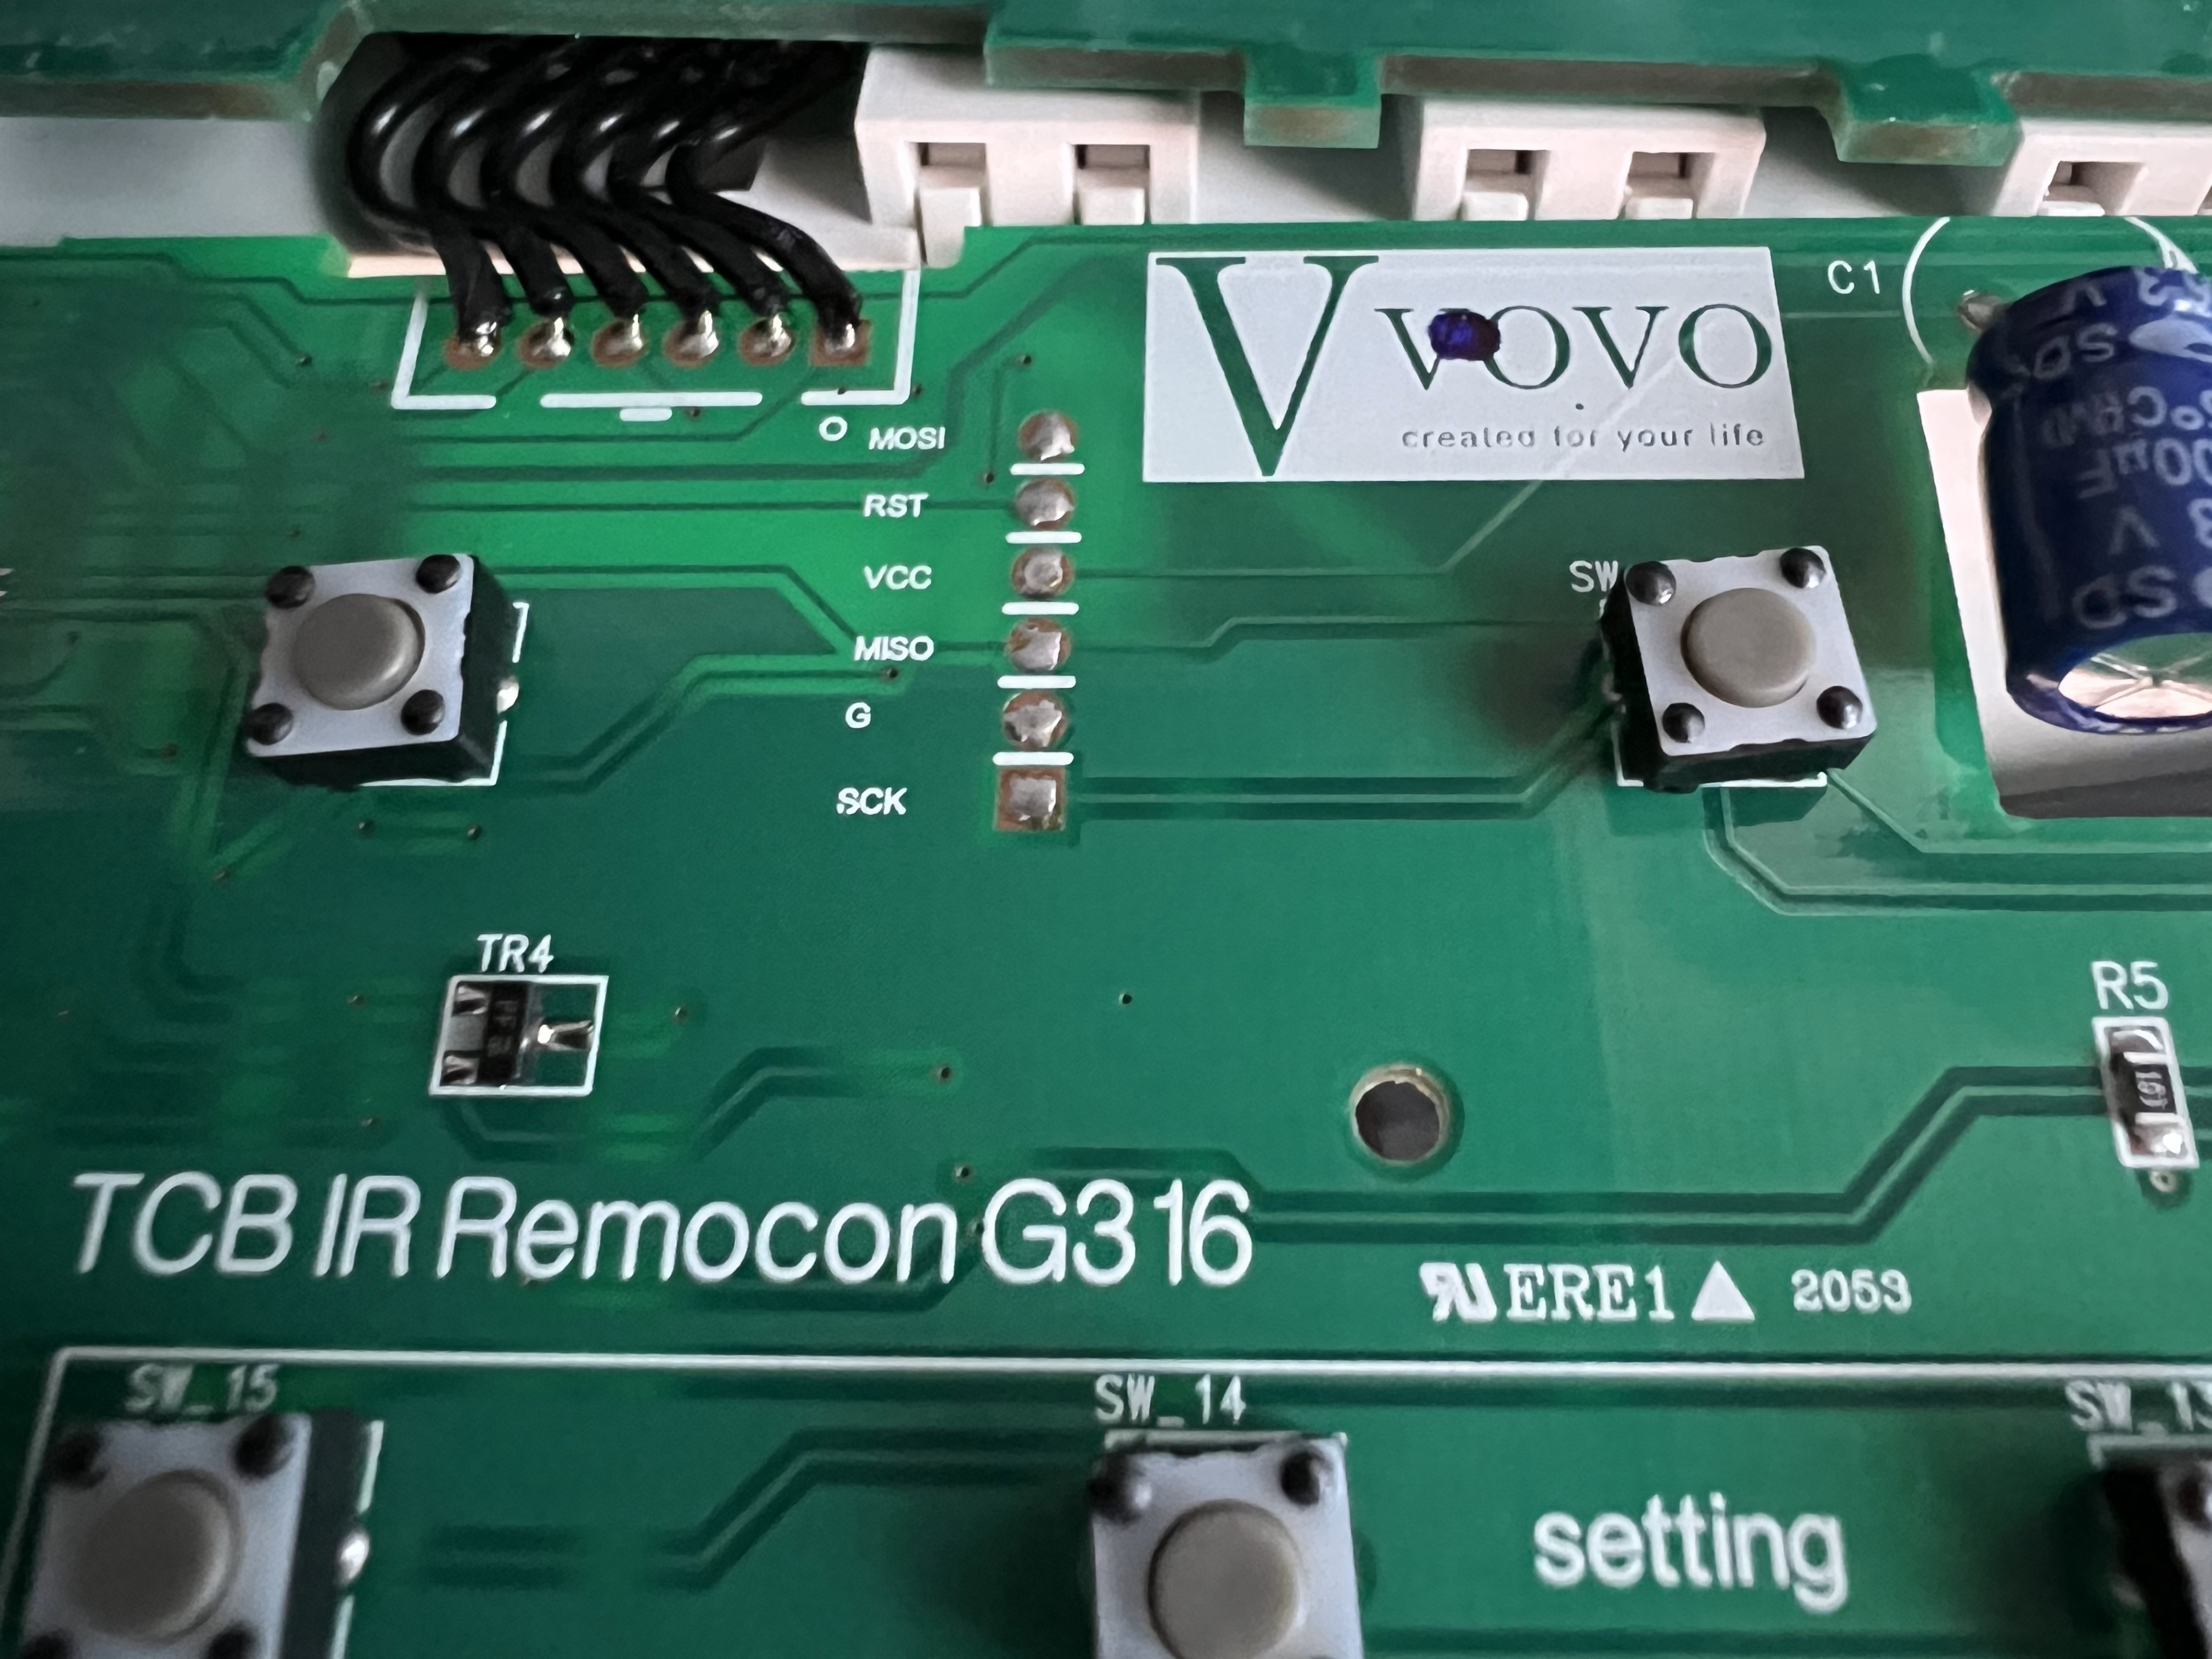 V VOVO
created for your life
C1
MOSI
RST
VCC
MISO
G
SCK
SW
TR4
R5
TCB IR Remocon G316
ERE1 2053
SW_15
SW_14
SW_13
setting